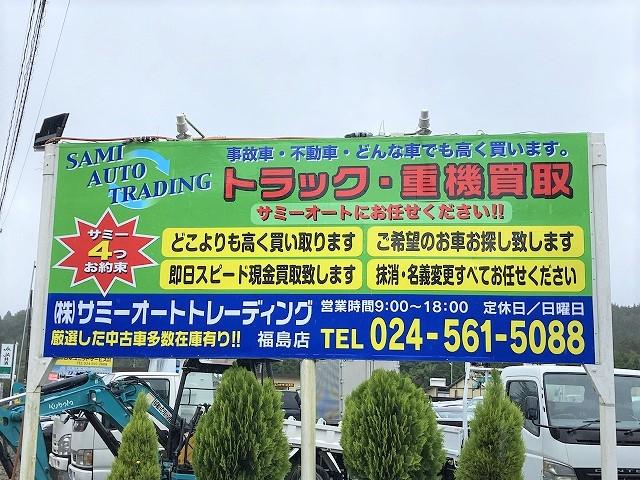 SAMI
AUTO
TRADING
事故車・不動車・どんな車でも高く買います。
トラック・重機買取
サミーオートにお任せください!!
サミー
4つ
お約束
どこよりも高く買い取ります
ご希望のお車お探し致します
即日スピード現金買取致します
抹消・名義変更すべてお任せください
(株)サミーオートトレーディング
営業時間9:00～18:00 定休日／日曜日
厳選した中古車多数在庫有り!! 福島店
TEL 024-561-5088
Kubota